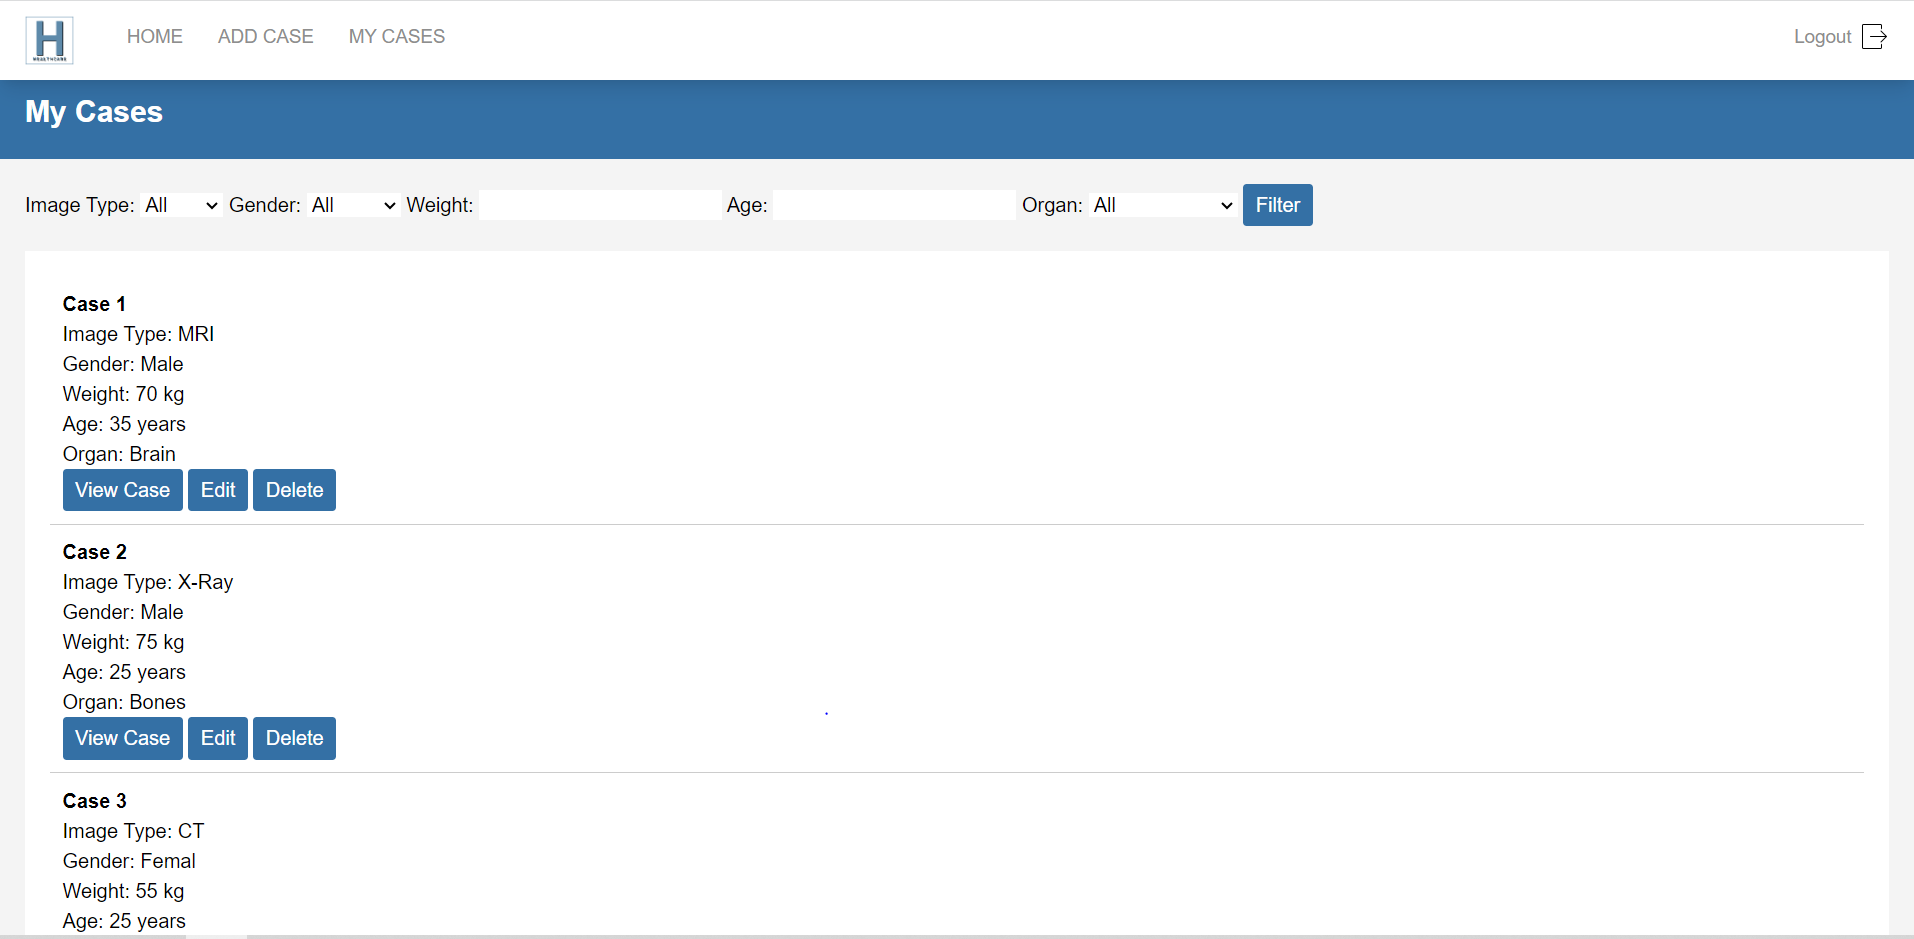 H
HEALTHCARE
HOME ADD CASE MY CASES Logout
My Cases
Image Type: All Gender: All Weight: Age: Organ: All Filter
Case 1
Image Type: MRI
Gender: Male
Weight: 70 kg
Age: 35 years
Organ: Brain
View Case Edit Delete
Case 2
Image Type: X-Ray
Gender: Male
Weight: 75 kg
Age: 25 years
Organ: Bones
View Case Edit Delete
Case 3
Image Type: CT
Gender: Femal
Weight: 55 kg
Age: 25 years